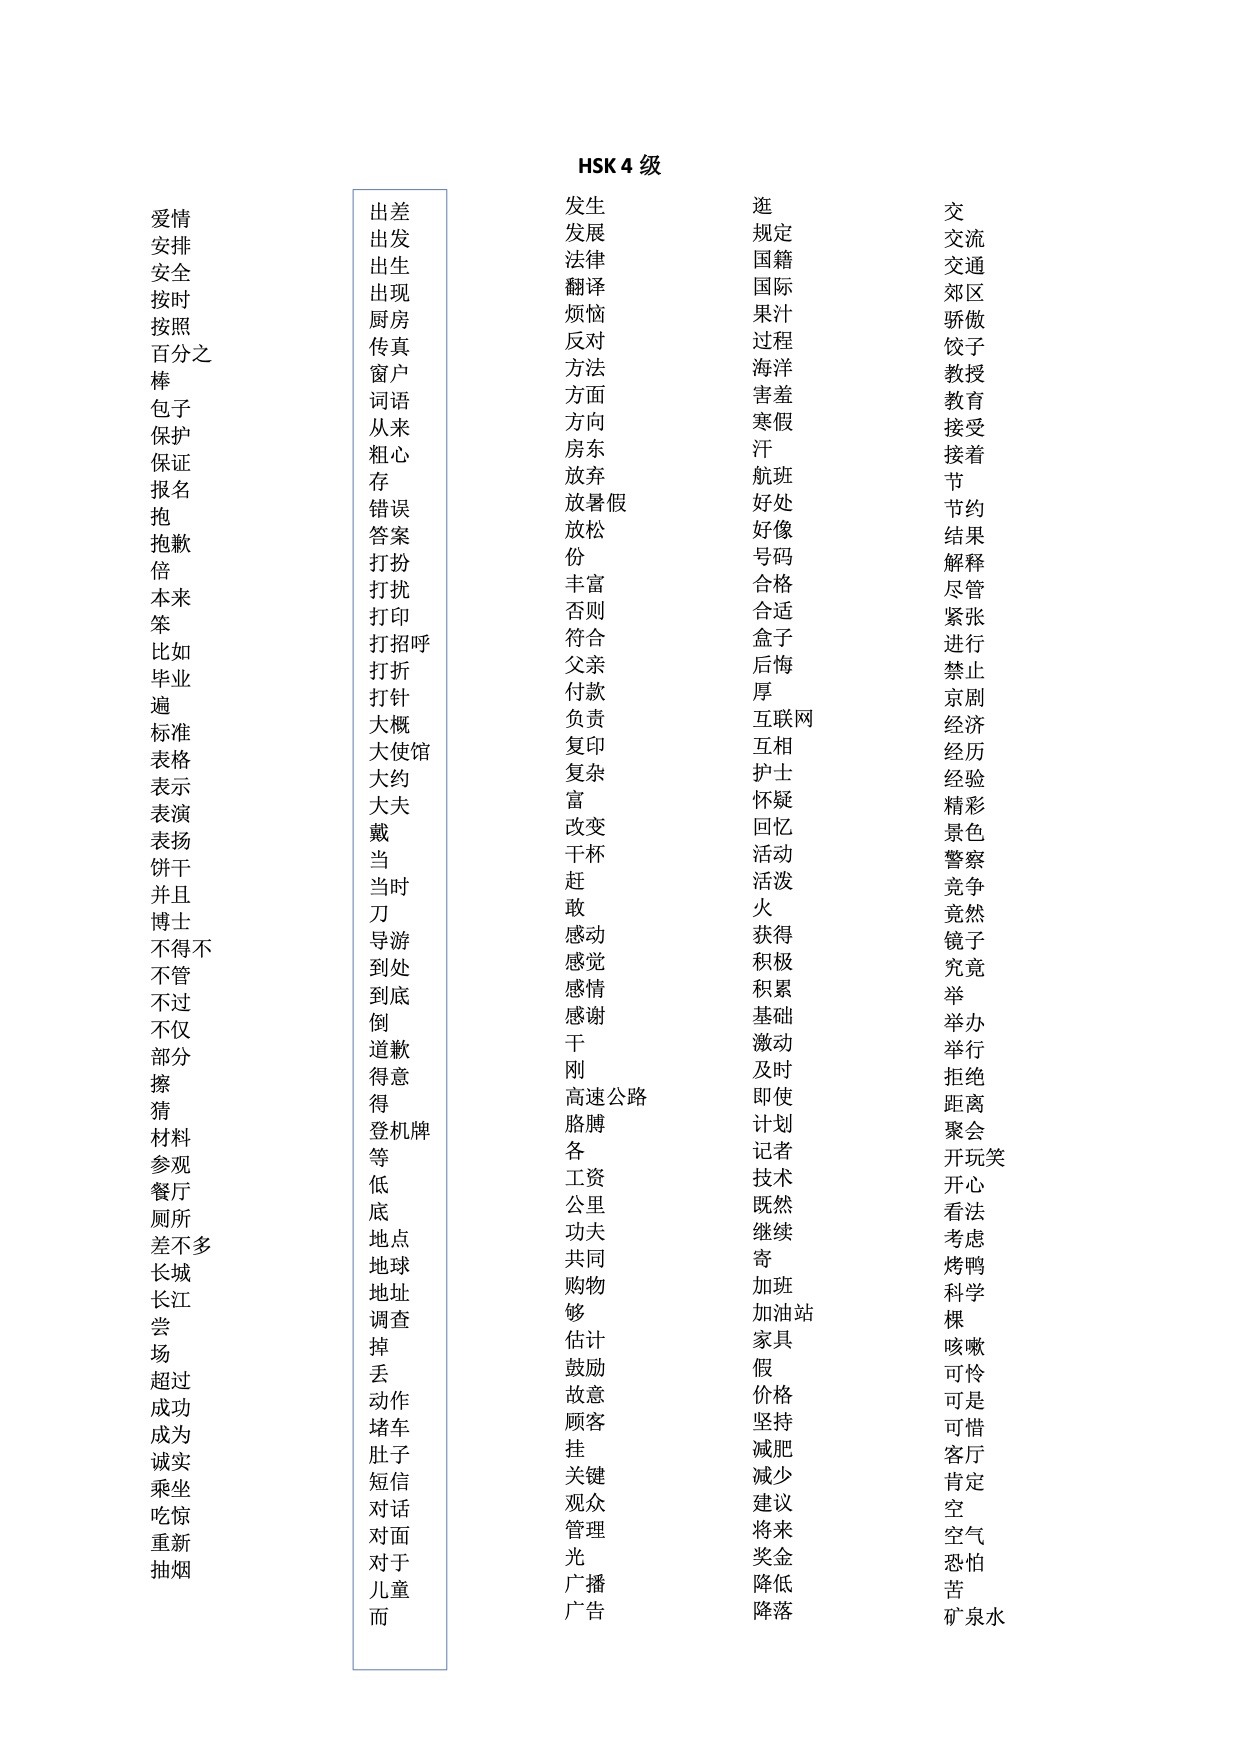 HSK 4 级
爱情
安排
安全
按时
按照
百分之
棒
包子
保护
保证
报名
抱
抱歉
倍
本来
笨
比如
毕业
遍
标准
表格
表示
表演
表扬
饼干
并且
博士
不得不
不管
不过
不仅
部分
擦
猜
材料
参观
餐厅
厕所
差不多
长城
长江
尝
场
超过
成功
成为
诚实
乘坐
吃惊
重新
抽烟
出差
出发
出生
出现
厨房
传真
窗户
词语
从来
粗心
存
错误
答案
打扮
打扰
打印
打招呼
打折
打针
大概
大使馆
大约
大夫
戴
当
当时
刀
导游
到处
到底
倒
道歉
得意
得
登机牌
等
低
底
地点
地球
地址
调查
掉
丢
动作
堵车
肚子
短信
对话
对面
对于
儿童
而
发生
发展
法律
翻译
烦恼
反对
方法
方面
方向
房东
放弃
放暑假
放松
份
丰富
否则
符合
父亲
付款
负责
复印
复杂
富
改变
干杯
赶
敢
感动
感觉
感情
感谢
干
刚
高速公路
胳膊
各
工资
公里
功夫
共同
购物
够
估计
鼓励
故意
顾客
挂
关键
观众
管理
光
广播
广告
逛
规定
国籍
国际
果汁
过程
海洋
害羞
寒假
汗
航班
好处
好像
号码
合格
合适
盒子
后悔
厚
互联网
互相
护士
怀疑
回忆
活动
活泼
火
获得
积极
积累
基础
激动
及时
即使
计划
记者
技术
既然
继续
寄
加班
加油站
家具
假
价格
坚持
减肥
减少
建议
将来
奖金
降低
降落
交
交流
交通
郊区
骄傲
饺子
教授
教育
接受
接着
节
节约
结果
解释
尽管
紧张
进行
禁止
京剧
经济
经历
经验
精彩
景色
警察
竞争
竟然
镜子
究竟
举
举办
举行
拒绝
距离
聚会
开玩笑
开心
看法
考虑
烤鸭
科学
棵
咳嗽
可怜
可是
可惜
客厅
肯定
空
空气
恐怕
苦
矿泉水